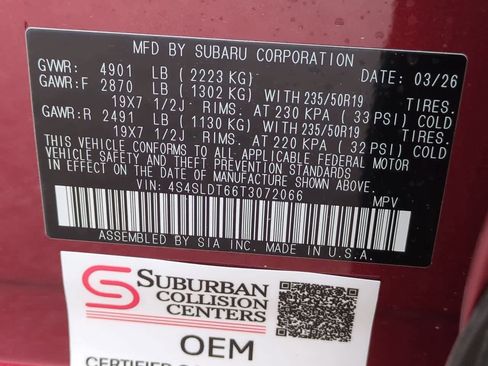 MFD BY SUBARU CORPORATION
GVWR: 4901 LB ( 2223 KG) DATE: 03/26
GAWR:F 2870 LB ( 1302 KG) WITH 235/50R19 TIRES.
19X7 1/2J RIMS. AT 230 KPA ( 33 PSI) COLD
GAWR:R 2491 LB ( 1130 KG) WITH 235/50R19 TIRES.
19X7 1/2J RIMS. AT 220 KPA ( 32 PSI) COLD
THIS VEHICLE CONFORMS TO ALL APPLICABLE FEDERAL MOTOR
VEHICLE SAFETY AND THEFT PREVENTION STANDARDS
IN EFFECT ON THE DATE OF MANUFACTURE SHOWN ABOVE.
VIN: 4S4SLDT66T3072066 MPV
ASSEMBLED BY SIA INC. MADE IN U.S.A.
S SUBURBAN
COLLISION
CENTERS
OEM
CERTIFIED